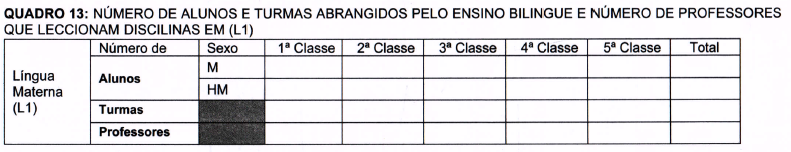 QUADRO 13: NÚMERO DE ALUNOS E TURMAS ABRANGIDOS PELO ENSINO BILINGUE E NÚMERO DE PROFESSORES
QUE LECCIONAM DISCILINAS EM (L1)
Número de Sexo 1ª Classe 2ª Classe 3ª Classe 4ª Classe 5ª Classe Total
Língua Materna (L1)
Alunos
M
HM
Turmas
Professores